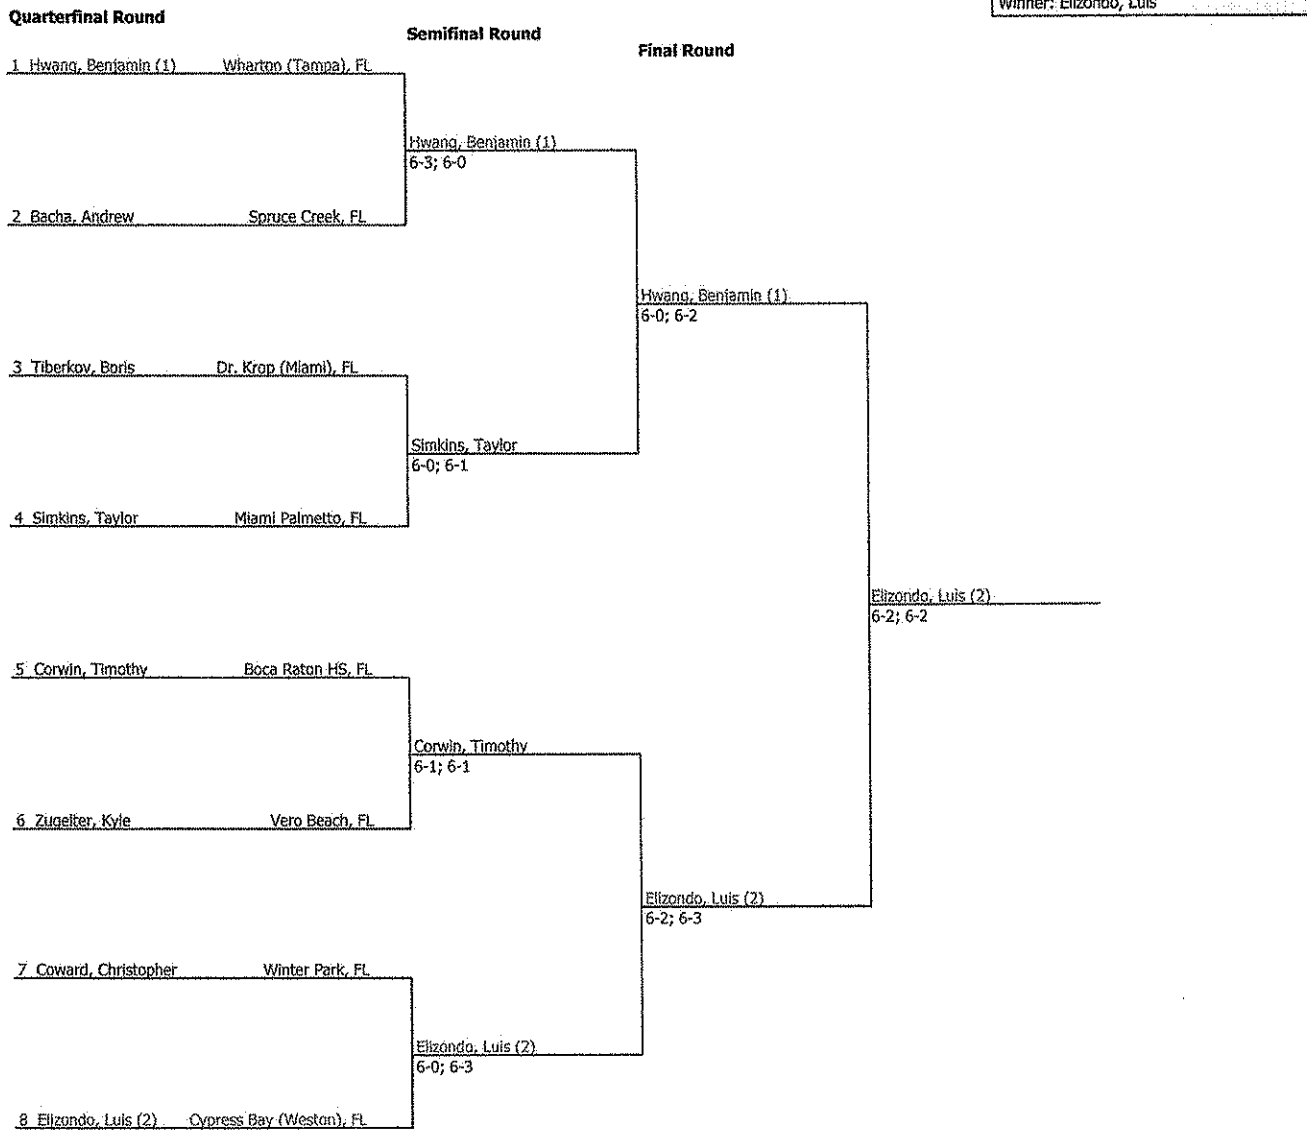 Winner: Elizondo, Luis
Quarterfinal Round
Semifinal Round
Final Round
1 Hwang, Benjamin (1) Wharton (Tampa), FL
Hwang, Benjamin (1)
6-3; 6-0
2 Bacha, Andrew Spruce Creek, FL
Hwang, Benjamin (1)
6-0; 6-2
3 Tiberkov, Boris Dr. Krop (Miami), FL
Simkins, Taylor
6-0; 6-1
4 Simkins, Taylor Miami Palmetto, FL
Elizondo, Luis (2)
6-2; 6-2
5 Corwin, Timothy Boca Raton HS, FL
Corwin, Timothy
6-1; 6-1
6 Zugelter, Kyle Vero Beach, FL
Elizondo, Luis (2)
6-2; 6-3
7 Coward, Christopher Winter Park, FL
Elizondo, Luis (2)
6-0; 6-3
8 Elizondo, Luis (2) Cypress Bay (Weston), FL